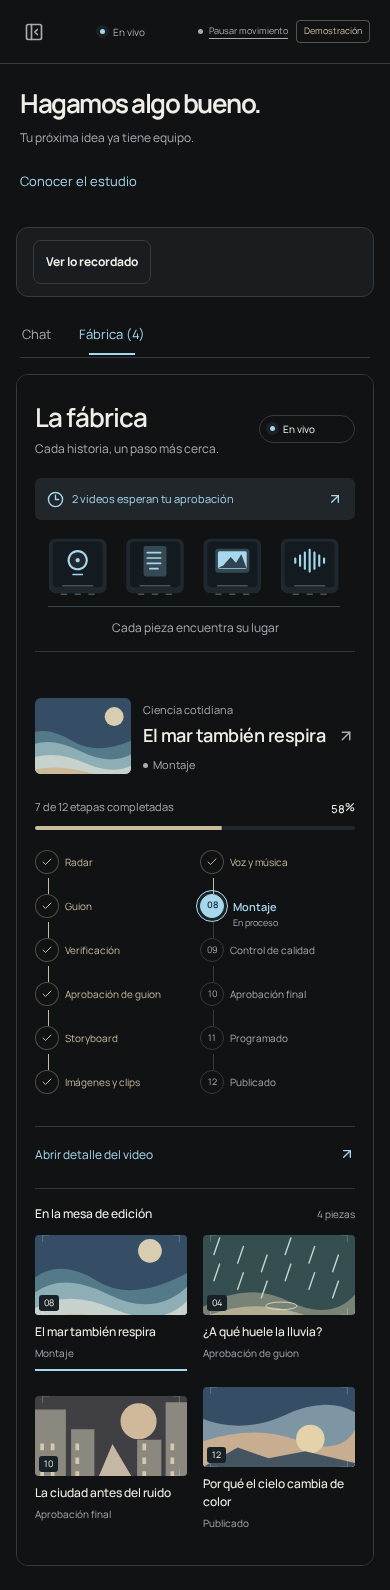 En vivo
Pausar movimiento
Demostración
Hagamos algo bueno.
Tu próxima idea ya tiene equipo.
Conocer el estudio
Ver lo recordado
Chat
Fábrica (4)
La fábrica
Cada historia, un paso más cerca.
En vivo
2 videos esperan tu aprobación
Cada pieza encuentra su lugar
Ciencia cotidiana
El mar también respira
Montaje
7 de 12 etapas completadas
58%
Radar
Guion
Verificación
Aprobación de guion
Storyboard
Imágenes y clips
Voz y música
08 Montaje
En proceso
09 Control de calidad
10 Aprobación final
11 Programado
12 Publicado
Abrir detalle del video
En la mesa de edición
4 piezas
08
El mar también respira
Montaje
04
¿A qué huele la lluvia?
Aprobación de guion
10
La ciudad antes del ruido
Aprobación final
12
Por qué el cielo cambia de
color
Publicado